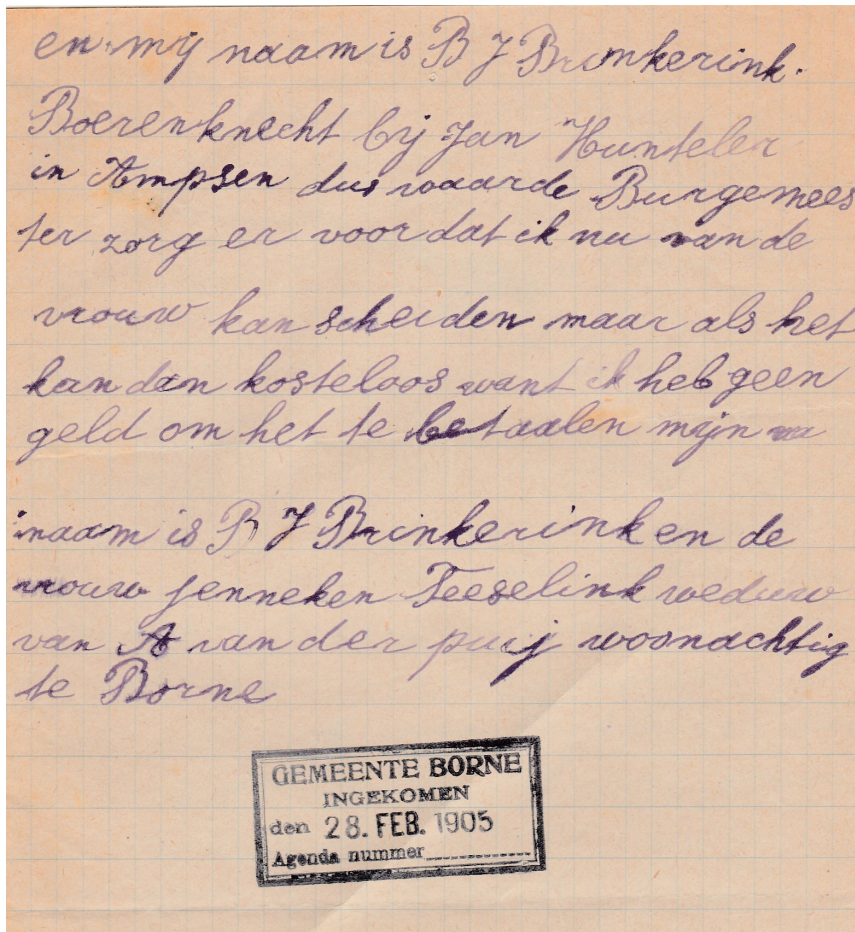 en mij naam is B J Brinkerink.
Boerenknecht bij Jan Hunteler
in Ampsen dus waarde Burgemees
ter zorg er voor dat ik nu van de
vrouw kan scheiden maar als het
kan dan kosteloos want ik heb geen
geld om het te betaalen mijn
naam is B J Brinkerink en de
vrouw Jenneken Teeselink weduw
van A van der puij woonachtig
te Borne
GEMEENTE BORNE
INGEKOMEN
den 28. FEB. 1905
Agenda nummer